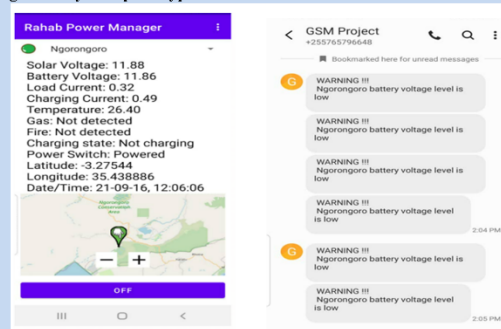 Rahab Power Manager
Ngorongoro
Solar Voltage: 11.88
Battery Voltage: 11.86
Load Current: 0.32
Charging Current: 0.49
Temperature: 26.40
Gas: Not detected
Fire: Not detected
Charging state: Not charging
Power Switch: Powered
Latitude: -3.27544
Longitude: 35.438886
Date/Time: 21-09-16, 12:06:06
Ngorongoro
Conservation
Area
OFF
GSM Project
+255765796648
Bookmarked here for unread messages
G
WARNING !!!
Ngorongoro battery voltage level is
low
WARNING !!!
Ngorongoro battery voltage level is
low
WARNING !!!
Ngorongoro battery voltage level is
low
WARNING !!!
Ngorongoro battery voltage level
is low
2:04 PM
G
WARNING !!!
Ngorongoro battery voltage level is
low
WARNING !!!
Ngorongoro battery voltage level
is low
2:05 PM